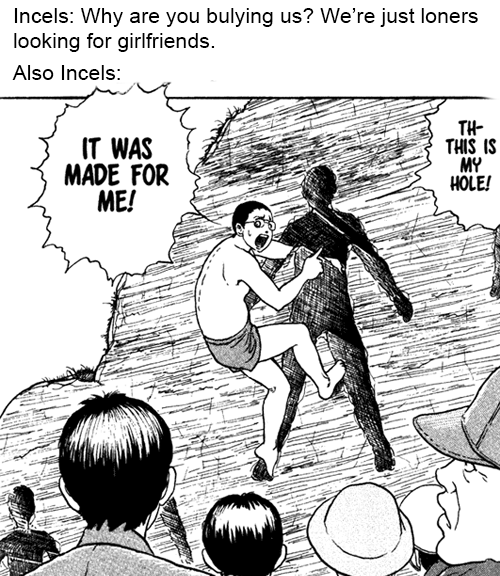 Incels: Why are you bulying us? We’re just loners
looking for girlfriends.
Also Incels:
IT WAS
MADE FOR
ME!
TH-
THIS IS
MY
HOLE!